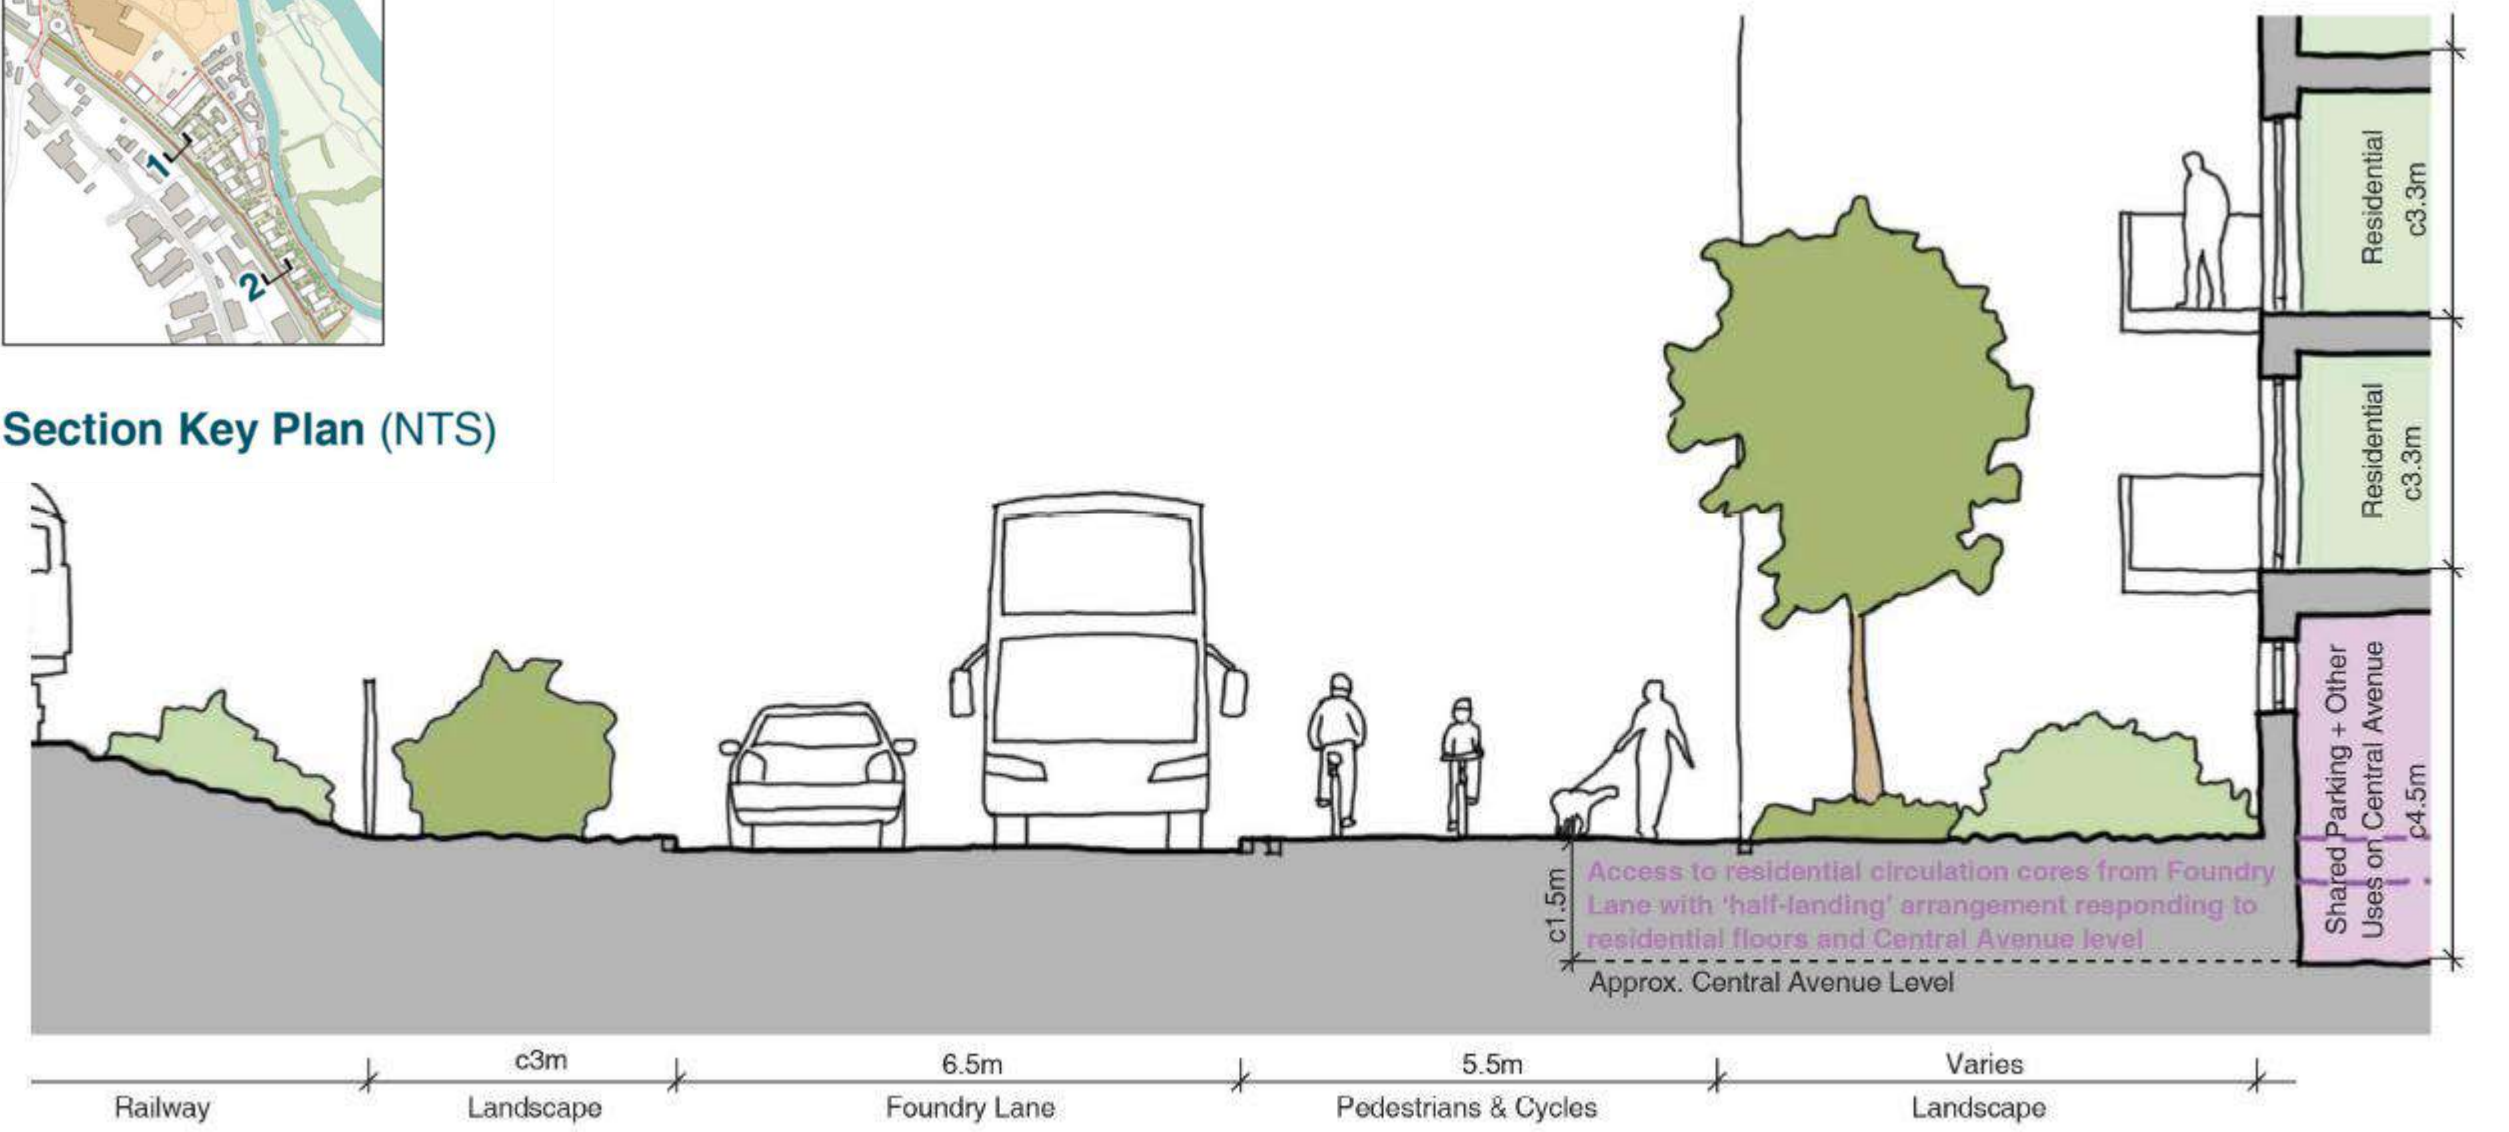 1
2
Section Key Plan (NTS)
Residential
c3.3m
Residential
c3.3m
Shared Parking + Other
Uses on Central Avenue
c4.5m
c1.5m
Access to residential circulation cores from Foundry
Lane with ‘half-landing’ arrangement responding to
residential floors and Central Avenue level
Approx. Central Avenue Level
c3m
6.5m
5.5m
Varies
Railway
Landscape
Foundry Lane
Pedestrians & Cycles
Landscape